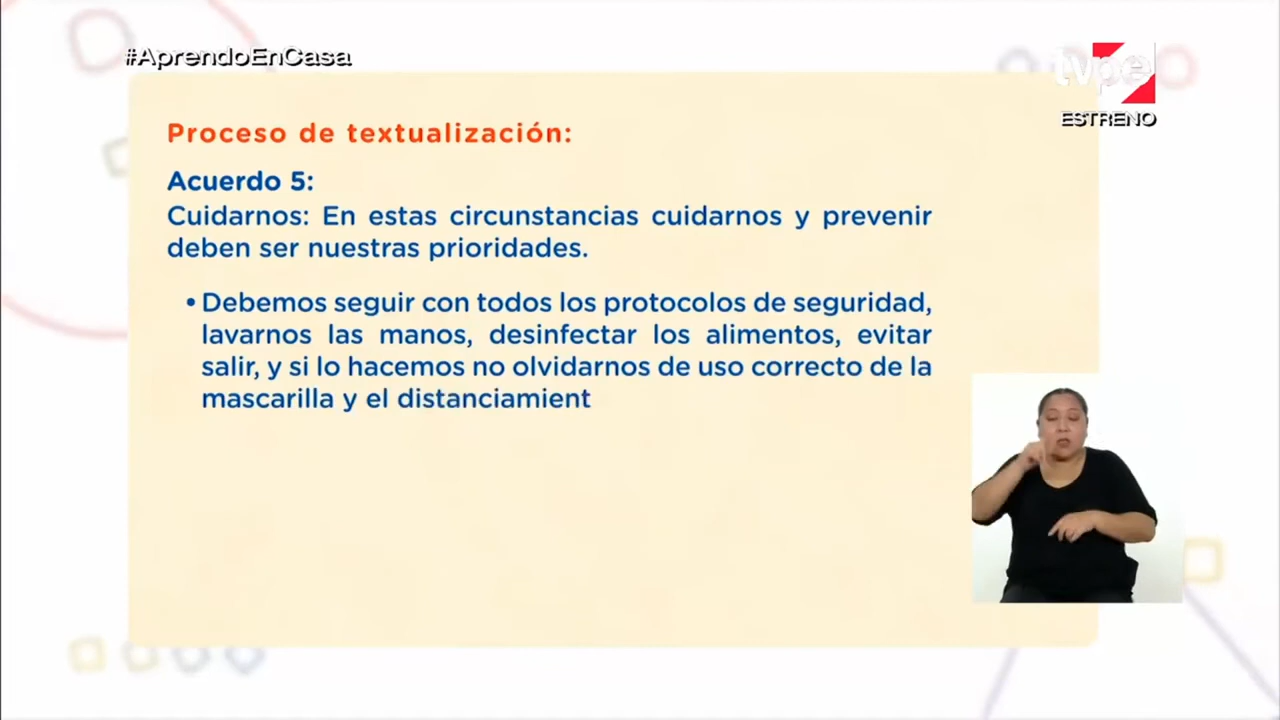 #AprendoEnCasa
tvpe
ESTRENO
Proceso de textualización:
Acuerdo 5:
Cuidarnos: En estas circunstancias cuidarnos y prevenir
deben ser nuestras prioridades.
• Debemos seguir con todos los protocolos de seguridad,
lavarnos las manos, desinfectar los alimentos, evitar
salir, y si lo hacemos no olvidarnos de uso correcto de la
mascarilla y el distanciamient